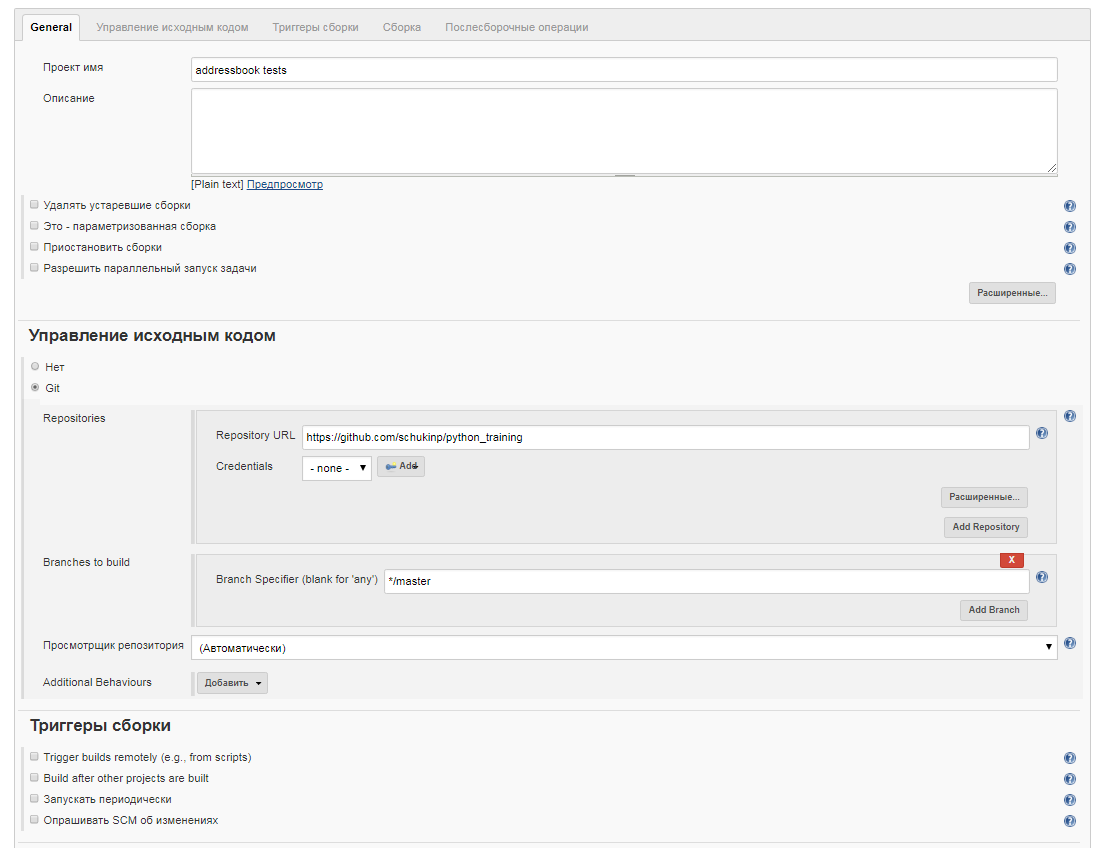 General Управление исходным кодом Триггеры сборки Сборка Послесборочные операции
Проект имя addressbook tests
Описание
[Plain text] Предпросмотр
Удалять устаревшие сборки
Это - параметризованная сборка
Приостановить сборки
Разрешить параллельный запуск задачи
Расширенные...
Управление исходным кодом
Нет
Git
Repositories
Repository URL https://github.com/schukinp/python_training
Credentials - none - Add
Расширенные...
Add Repository
Branches to build
X
Branch Specifier (blank for 'any') */master
Add Branch
Просмотрщик репозитория (Автоматически)
Additional Behaviours Добавить
Триггеры сборки
Trigger builds remotely (e.g., from scripts)
Build after other projects are built
Запускать периодически
Опрашивать SCM об изменениях